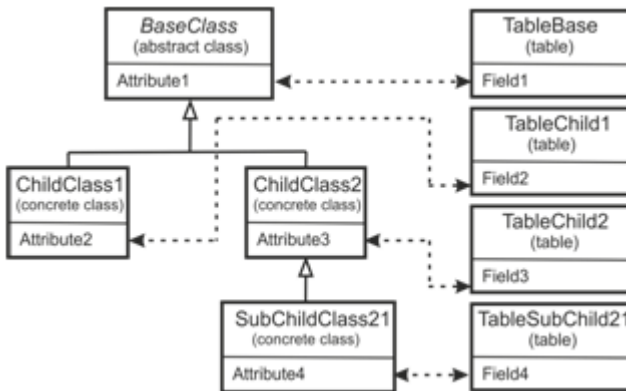 BaseClass
(abstract class)
Attribute1
TableBase
(table)
Field1
TableChild1
(table)
Field2
ChildClass1
(concrete class)
Attribute2
ChildClass2
(concrete class)
Attribute3
TableChild2
(table)
Field3
SubChildClass21
(concrete class)
Attribute4
TableSubChild21
(table)
Field4